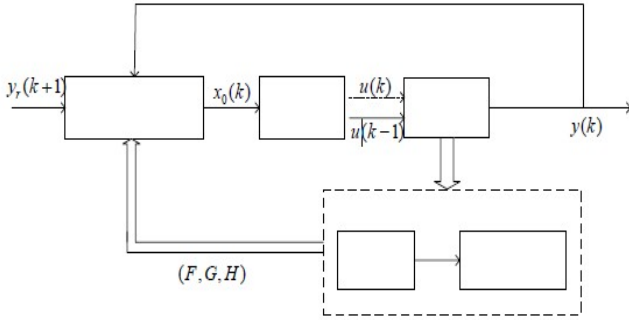 y_r(k+1)
x_0(k)
u(k)
u(k−1)
y(k)
(F,G,H)